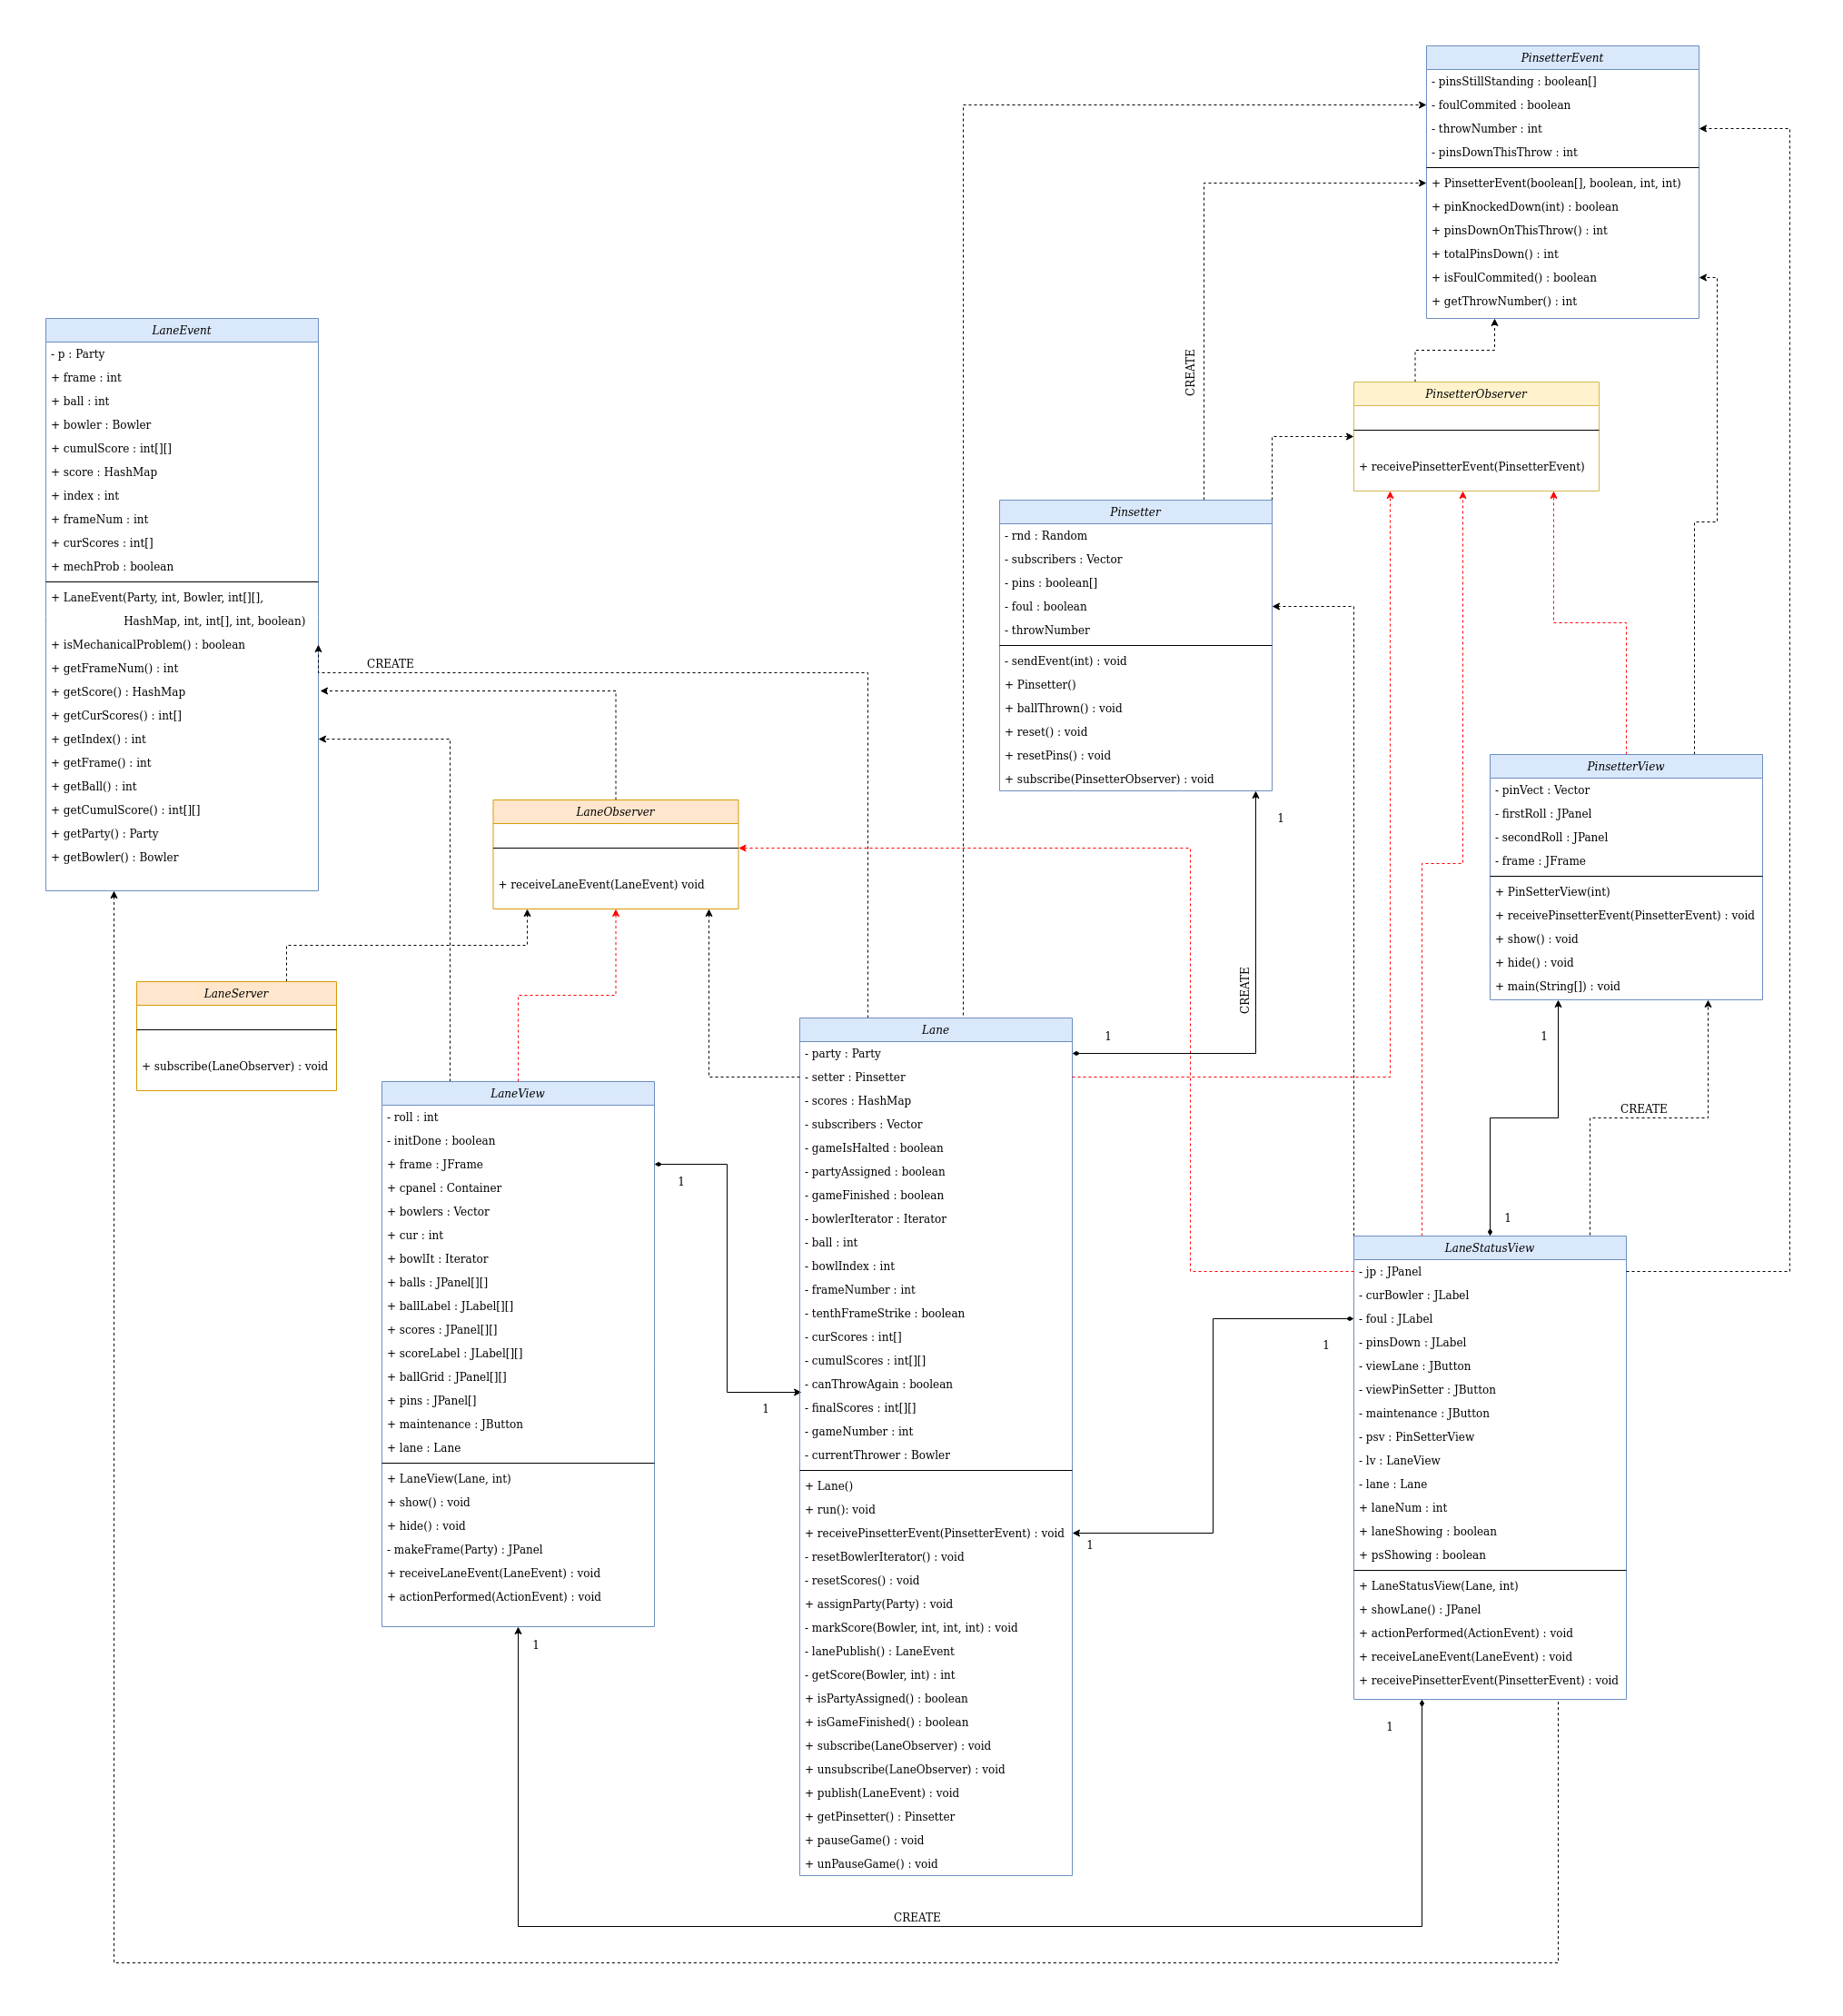 PinsetterEvent
- pinsStillStanding : boolean[]
- foulCommited : boolean
- throwNumber : int
- pinsDownThisThrow : int
+ PinsetterEvent(boolean[], boolean, int, int)
+ pinKnockedDown(int) : boolean
+ pinsDownOnThisThrow() : int
+ totalPinsDown() : int
+ isFoulCommited() : boolean
+ getThrowNumber() : int
LaneEvent
- p : Party
+ frame : int
+ ball : int
+ bowler : Bowler
+ cumulScore : int[][]
+ score : HashMap
+ index : int
+ frameNum : int
+ curScores : int[]
+ mechProb : boolean
+ LaneEvent(Party, int, Bowler, int[][],
HashMap, int, int[], int, boolean)
+ isMechanicalProblem() : boolean
+ getFrameNum() : int
+ getScore() : HashMap
+ getCurScores() : int[]
+ getIndex() : int
+ getFrame() : int
+ getBall() : int
+ getCumulScore() : int[][]
+ getParty() : Party
+ getBowler() : Bowler
CREATE
CREATE
PinsetterObserver
+ receivePinsetterEvent(PinsetterEvent)
Pinsetter
- rnd : Random
- subscribers : Vector
- pins : boolean[]
- foul : boolean
- throwNumber
- sendEvent(int) : void
+ Pinsetter()
+ ballThrown() : void
+ reset() : void
+ resetPins() : void
+ subscribe(PinsetterObserver) : void
1
PinsetterView
- pinVect : Vector
- firstRoll : JPanel
- secondRoll : JPanel
- frame : JFrame
+ PinSetterView(int)
+ receivePinsetterEvent(PinsetterEvent) : void
+ show() : void
+ hide() : void
+ main(String[]) : void
LaneObserver
+ receiveLaneEvent(LaneEvent) void
LaneServer
+ subscribe(LaneObserver) : void
CREATE
1
1
CREATE
1
LaneView
- roll : int
- initDone : boolean
+ frame : JFrame
+ cpanel : Container
+ bowlers : Vector
+ cur : int
+ bowlIt : Iterator
+ balls : JPanel[][]
+ ballLabel : JLabel[][]
+ scores : JPanel[][]
+ scoreLabel : JLabel[][]
+ ballGrid : JPanel[][]
+ pins : JPanel[]
+ maintenance : JButton
+ lane : Lane
+ LaneView(Lane, int)
+ show() : void
+ hide() : void
- makeFrame(Party) : JPanel
+ receiveLaneEvent(LaneEvent) : void
+ actionPerformed(ActionEvent) : void
1
1
1
Lane
- party : Party
- setter : Pinsetter
- scores : HashMap
- subscribers : Vector
- gameIsHalted : boolean
- partyAssigned : boolean
- gameFinished : boolean
- bowlerIterator : Iterator
- ball : int
- bowlIndex : int
- frameNumber : int
- tenthFrameStrike : boolean
- curScores : int[]
- cumulScores : int[][]
- canThrowAgain : boolean
- finalScores : int[][]
- gameNumber : int
- currentThrower : Bowler
+ Lane()
+ run(): void
+ receivePinsetterEvent(PinsetterEvent) : void
- resetBowlerIterator() : void
- resetScores() : void
+ assignParty(Party) : void
- markScore(Bowler, int, int, int) : void
- lanePublish() : LaneEvent
- getScore(Bowler, int) : int
+ isPartyAssigned() : boolean
+ isGameFinished() : boolean
+ subscribe(LaneObserver) : void
+ unsubscribe(LaneObserver) : void
+ publish(LaneEvent) : void
+ getPinsetter() : Pinsetter
+ pauseGame() : void
+ unPauseGame() : void
1
1
LaneStatusView
- jp : JPanel
- curBowler : JLabel
- foul : JLabel
- pinsDown : JLabel
- viewLane : JButton
- viewPinSetter : JButton
- maintenance : JButton
- psv : PinSetterView
- lv : LaneView
- lane : Lane
+ laneNum : int
+ laneShowing : boolean
+ psShowing : boolean
+ LaneStatusView(Lane, int)
+ showLane() : JPanel
+ actionPerformed(ActionEvent) : void
+ receiveLaneEvent(LaneEvent) : void
+ receivePinsetterEvent(PinsetterEvent) : void
1
CREATE